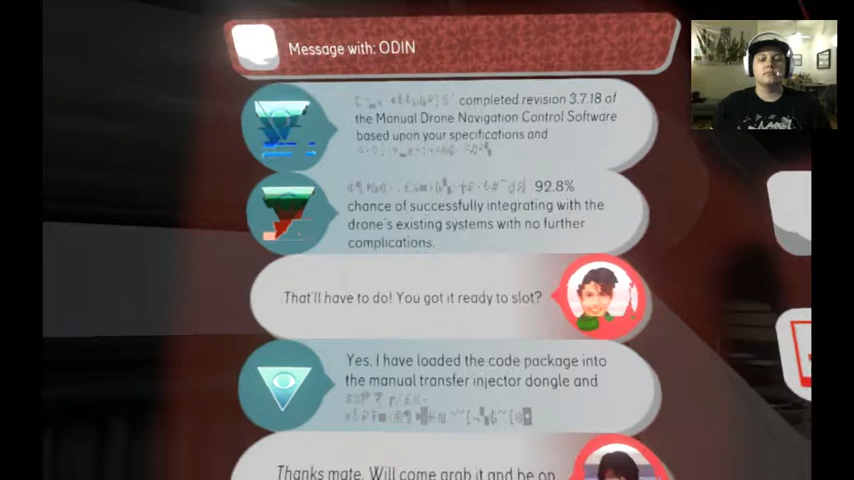 Message with: ODIN
completed revision 3.7.18 of
the Manual Drone Navigation Control Software
based upon your specifications and
92.8%
chance of successfully integrating with the
drone's existing systems with no further
complications.
That'll have to do! You got it ready to slot?
Yes, I have loaded the code package into
the manual transfer injector dongle and
Thanks mate. Will come grab it and be on